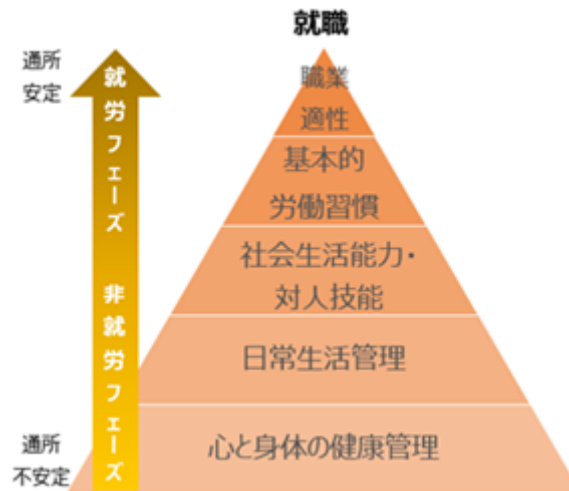 就職
通所
安定
就労フェーズ
非就労フェーズ
通所
不安定
職業
適性
基本的
労働習慣
社会生活能力・
対人技能
日常生活管理
心と身体の健康管理